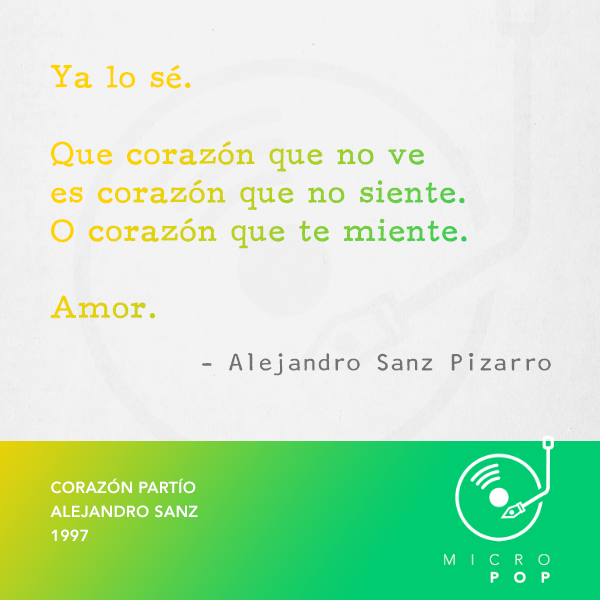 Ya lo sé.
Que corazón que no ve
es corazón que no siente.
O corazón que te miente.
Amor.
- Alejandro Sanz Pizarro
CORAZÓN PARTÍO
ALEJANDRO SANZ
1997
MICRO
POP